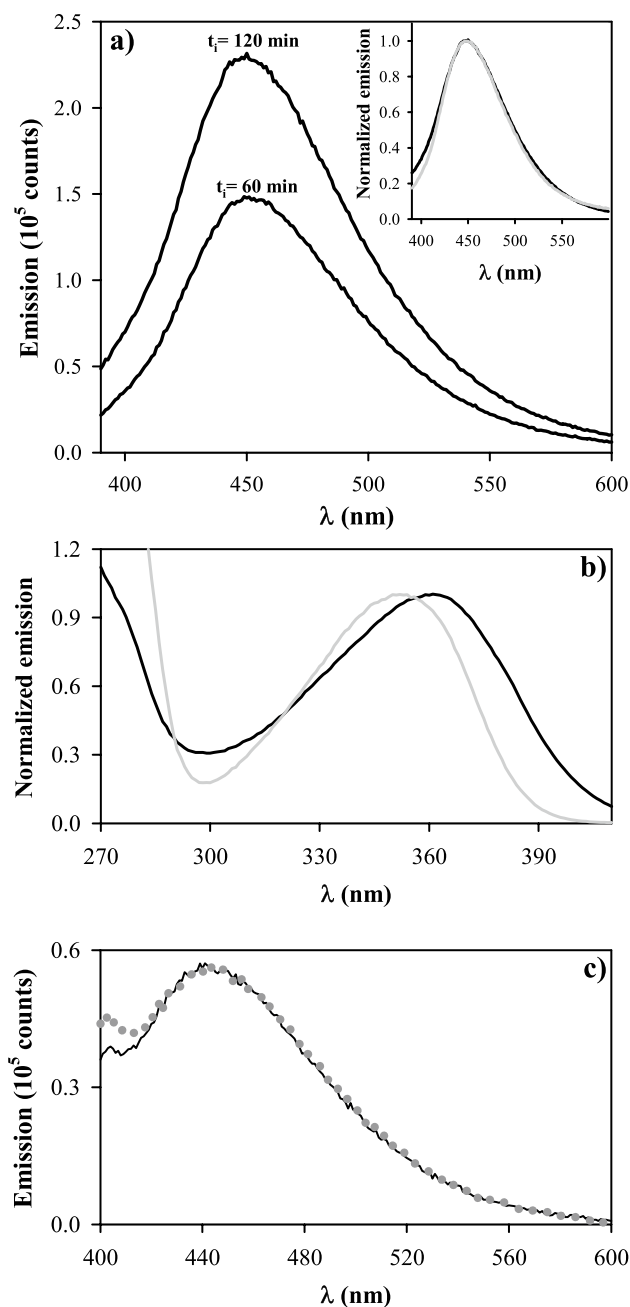 a)
tᵢ= 120 min
tᵢ= 60 min
2.5
2.0
1.5
1.0
0.5
0.0
Emission (10⁵ counts)
400 450 500 550 600
λ (nm)
Normalized emission
1.0
0.8
0.6
0.4
0.2
0.0
400 450 500 550
λ (nm)
b)
Normalized emission
1.2
0.9
0.6
0.3
0.0
270 300 330 360 390
λ (nm)
c)
Emission (10⁵ counts)
0.6
0.3
0.0
400 440 480 520 560 600
λ (nm)